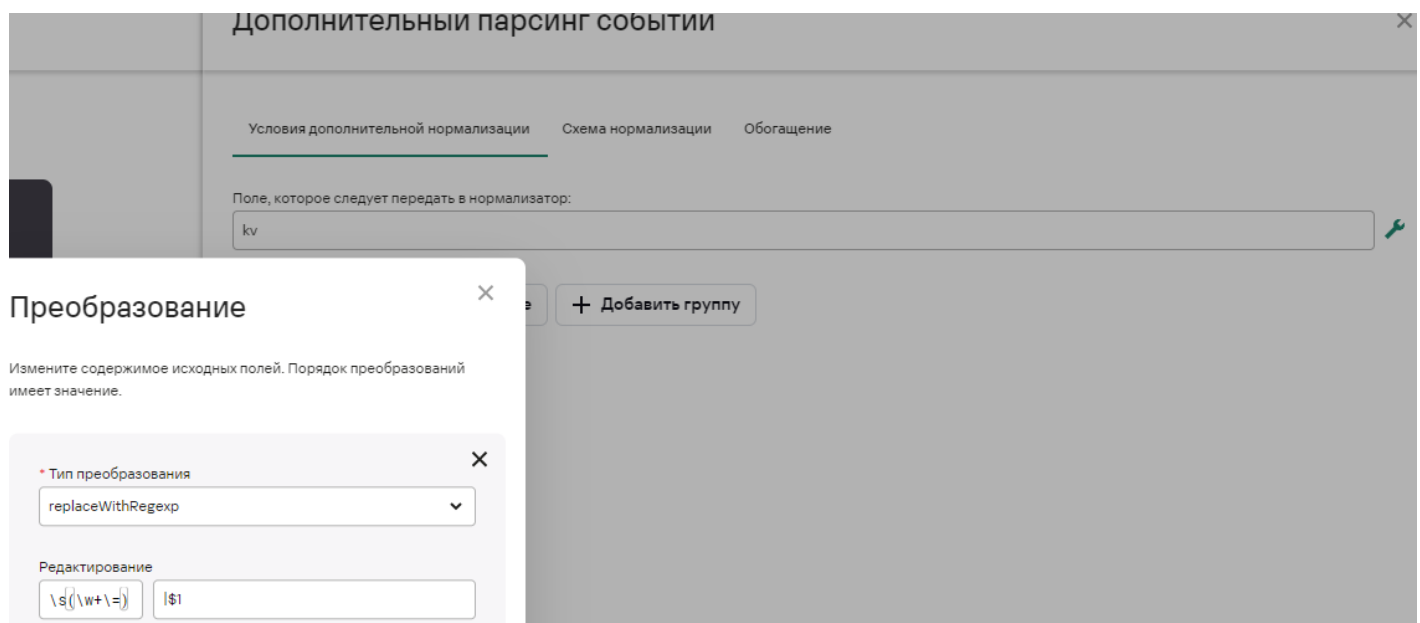 Дополнительный парсинг событий
Условия дополнительной нормализации Схема нормализации Обогащение
Поле, которое следует передать в нормализатор:
kv
е + Добавить группу
Преобразование
Измените содержимое исходных полей. Порядок преобразований
имеет значение.
* Тип преобразования
replaceWithRegexp
Редактирование
\s(\w+\=) |$1